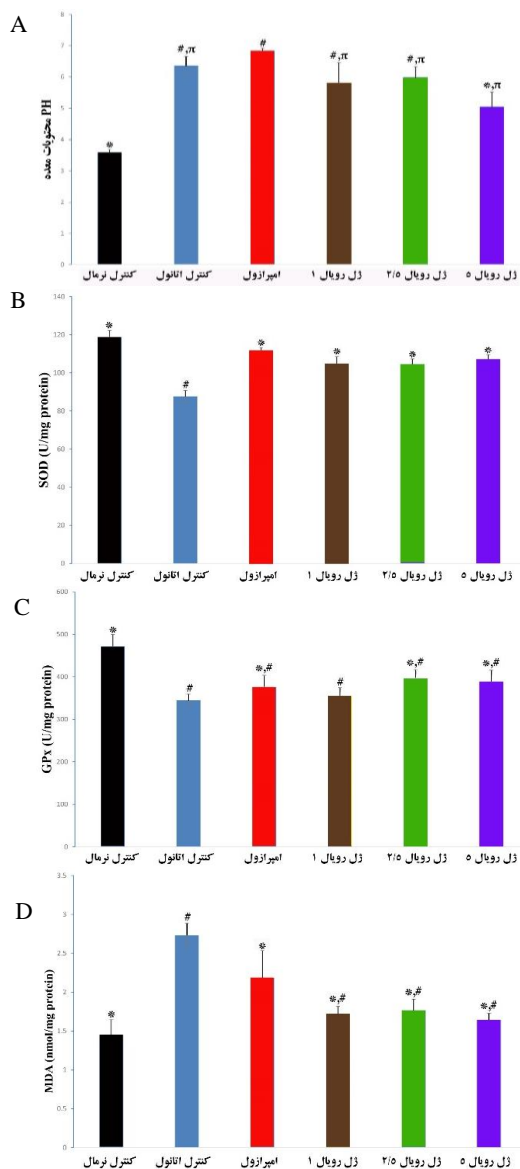 A
8
7
6
5
4
3
2
1
0
محتویات معده PH
*
#,π
#
#,π
#,π
*,π
کنترل نرمال
کنترل اتانول
امپرازول
ژل رویال ۱
ژل رویال ۲/۵
ژل رویال ۵
B
140
120
100
80
60
40
20
0
SOD (U/mg protein)
*
#
*
*
*
*
کنترل نرمال
کنترل اتانول
امپرازول
ژل رویال ۱
ژل رویال ۲/۵
ژل رویال ۵
C
600
500
400
300
200
100
0
GPx (U/mg protein)
*
#
*,#
#
*,#
*,#
کنترل نرمال
کنترل اتانول
امپرازول
ژل رویال ۱
ژل رویال ۲/۵
ژل رویال ۵
D
3.5
3
2.5
2
1.5
1
0.5
0
MDA (nmol/mg protein)
*
#
*
*,#
*,#
*,#
کنترل نرمال
کنترل اتانول
امپرازول
ژل رویال ۱
ژل رویال ۲/۵
ژل رویال ۵